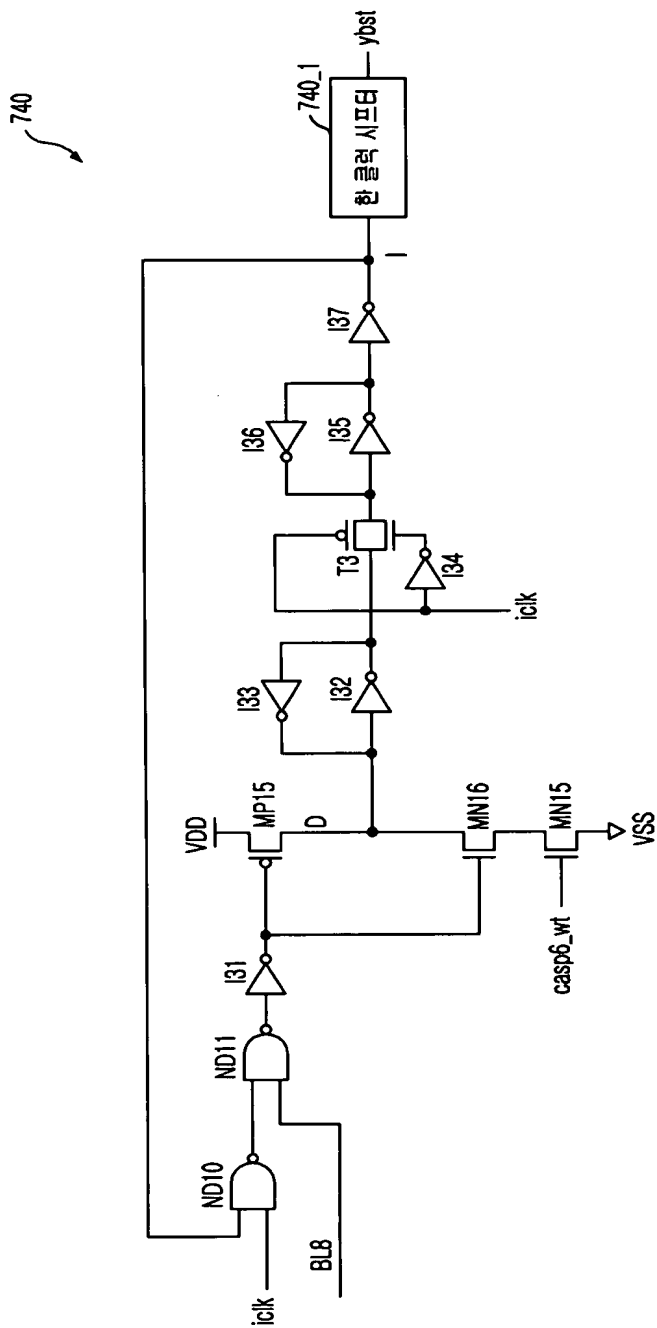 740
iclk
BL8
ND10
ND11
I31
VDD
MP15
D
MN16
casp6_wt
MN15
VSS
I33
I32
T3
I34
iclk
I36
I35
I37
I
740_1
한클럭 시프터
ybst